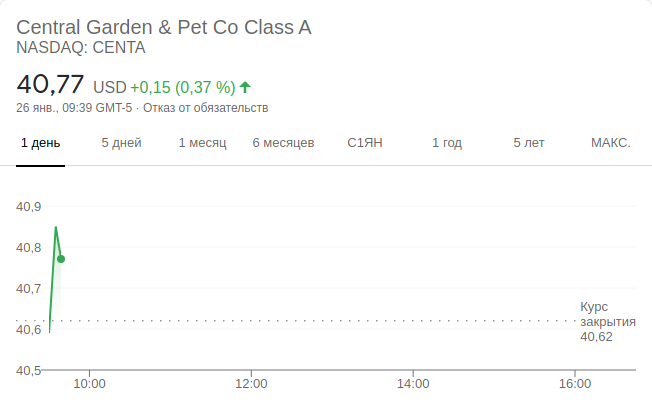 Central Garden & Pet Co Class A
NASDAQ: CENTA
40,77 USD +0,15 (0,37 %)
26 янв., 09:39 GMT-5 · Отказ от обязательств
1 день 5 дней 1 месяц 6 месяцев С1ЯН 1 год 5 лет МАКС.
40,9
40,8
40,7
40,6
40,5
Курс
закрытия
40,62
10:00 12:00 14:00 16:00